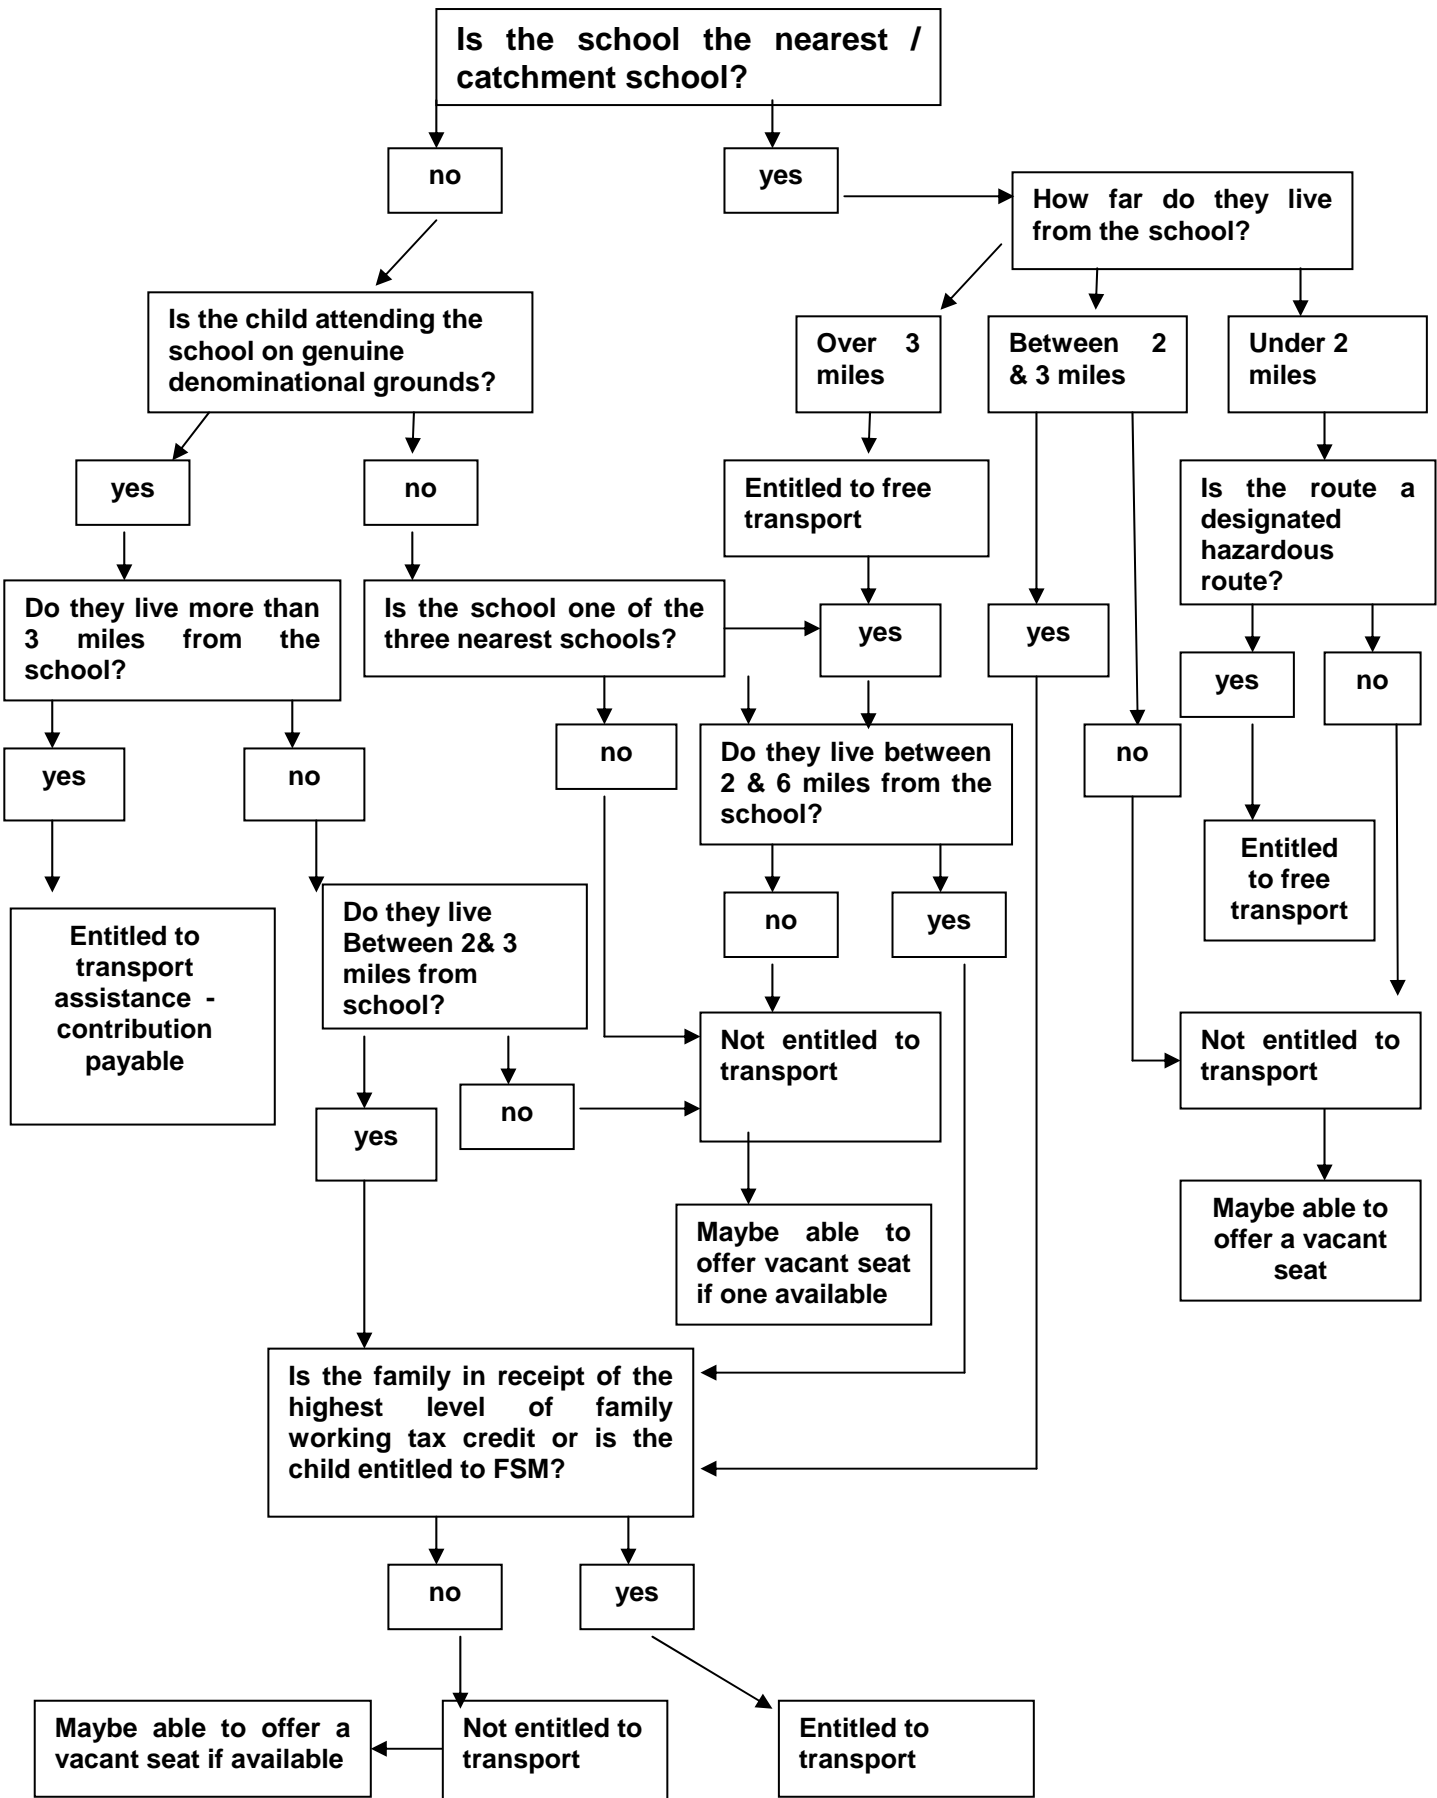 Is the school the nearest /
catchment school?
no
yes
How far do they live
from the school?
Is the child attending the
school on genuine
denominational grounds?
Over 3
miles
Between 2
& 3 miles
Under 2
miles
yes
no
Entitled to free
transport
Is the route a
designated
hazardous
route?
Do they live more than
3 miles from the
school?
Is the school one of the
three nearest schools?
yes
yes
yes
no
yes
no
no
Do they live between
2 & 6 miles from the
school?
no
Entitled
to free
transport
Do they live
Between 2& 3
miles from
school?
no
yes
Entitled to
transport
assistance -
contribution
payable
Not entitled to
transport
Not entitled to
transport
no
yes
Maybe able to
offer vacant seat
if one available
Maybe able to
offer a vacant
seat
Is the family in receipt of the
highest level of family
working tax credit or is the
child entitled to FSM?
no
yes
Maybe able to offer a
vacant seat if available
Not entitled to
transport
Entitled to
transport